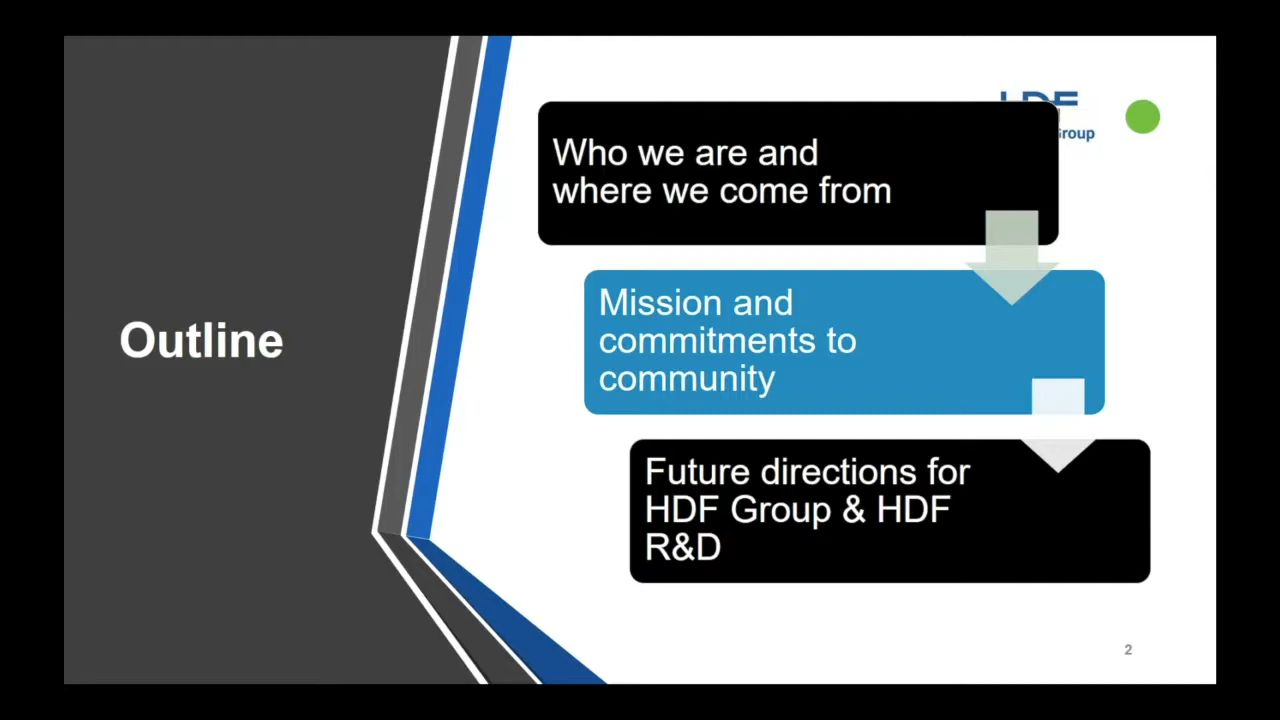 Outline
Group
Who we are and
where we come from
Mission and
commitments to
community
Future directions for
HDF Group & HDF
R&D
2